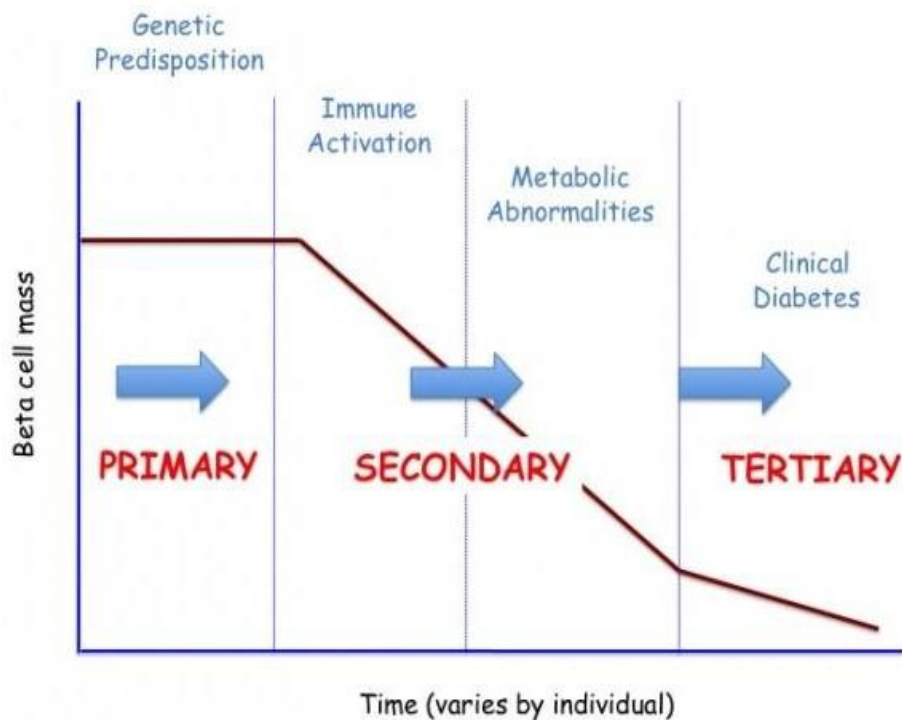 Genetic
Predisposition
Immune
Activation
Metabolic
Abnormalities
Clinical
Diabetes
Beta cell mass
PRIMARY
SECONDARY
TERTIARY
Time (varies by individual)